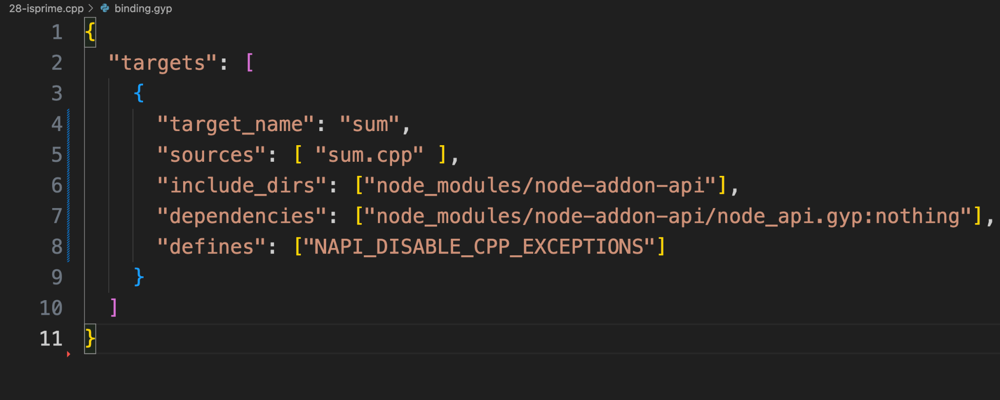 28-isprime.cpp > binding.gyp
1 {
2   "targets": [
3     {
4       "target_name": "sum",
5       "sources": [ "sum.cpp" ],
6       "include_dirs": ["node_modules/node-addon-api"],
7       "dependencies": ["node_modules/node-addon-api/node_api.gyp:nothing"],
8       "defines": ["NAPI_DISABLE_CPP_EXCEPTIONS"]
9     }
10   ]
11 }